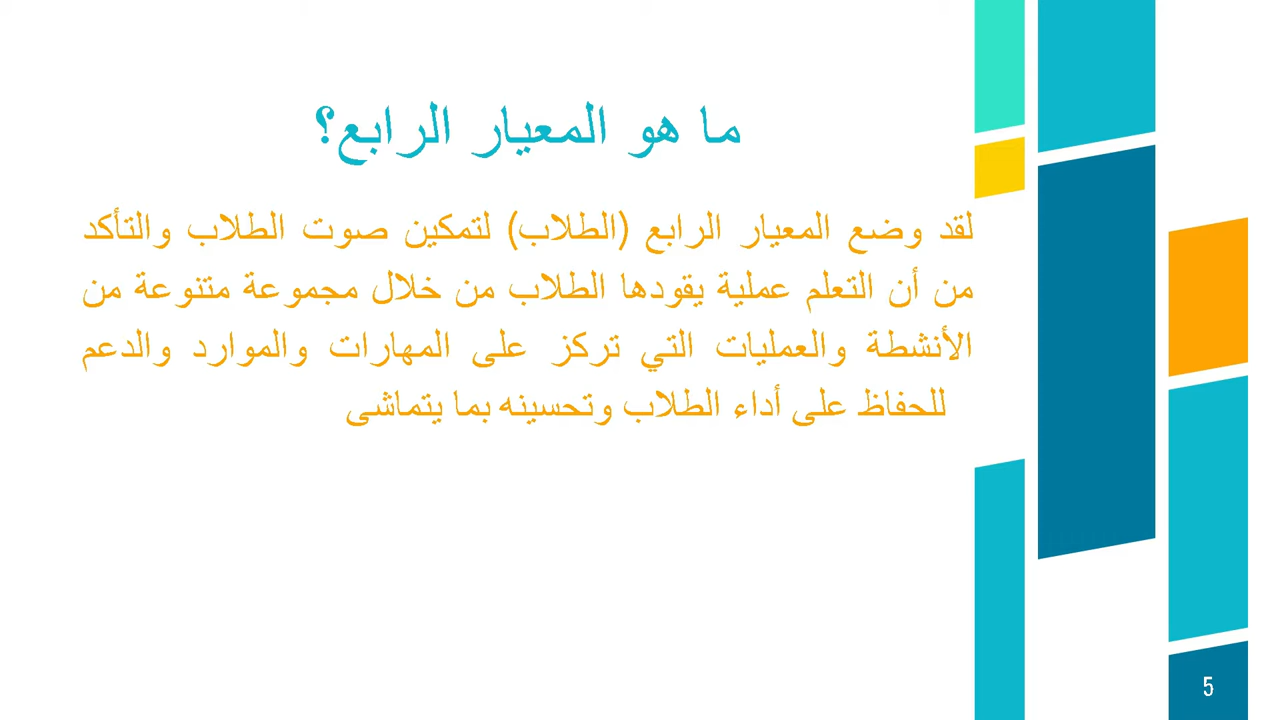 ما هو المعيار الرابع؟
لقد وضع المعيار الرابع (الطلاب) لتمكين صوت الطلاب والتأكد
من أن التعلم عملية يقودها الطلاب من خلال مجموعة متنوعة من
الأنشطة والعمليات التي تركز على المهارات والموارد والدعم
للحفاظ على أداء الطلاب وتحسينه بما يتماشى
5